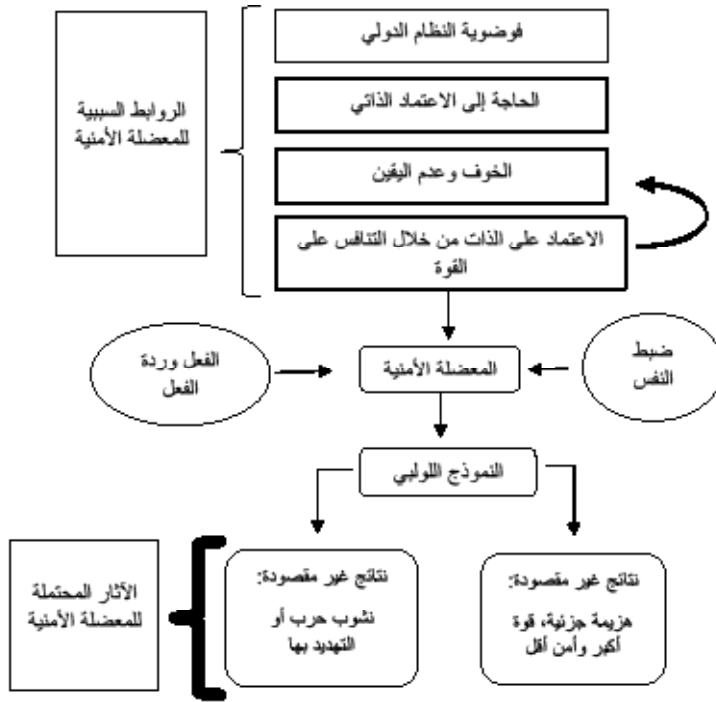 فوضوية النظام الدولي
الحاجة إلى الاعتماد الذاتي
الروابط السببية
للمعضلة الأمنية
الخوف وعدم اليقين
الاعتماد على الذات من خلال التنافس على
القوة
الفعل وردة
الفعل
المعضلة الأمنية
ضبط
النفس
النموذج اللولبي
الآثار المحتملة
للمعضلة الأمنية
نتائج غير مقصودة:
نشوب حرب أو
التهديد بها
نتائج غير مقصودة:
هزيمة جزئية، قوة
أكبر وأمن أقل